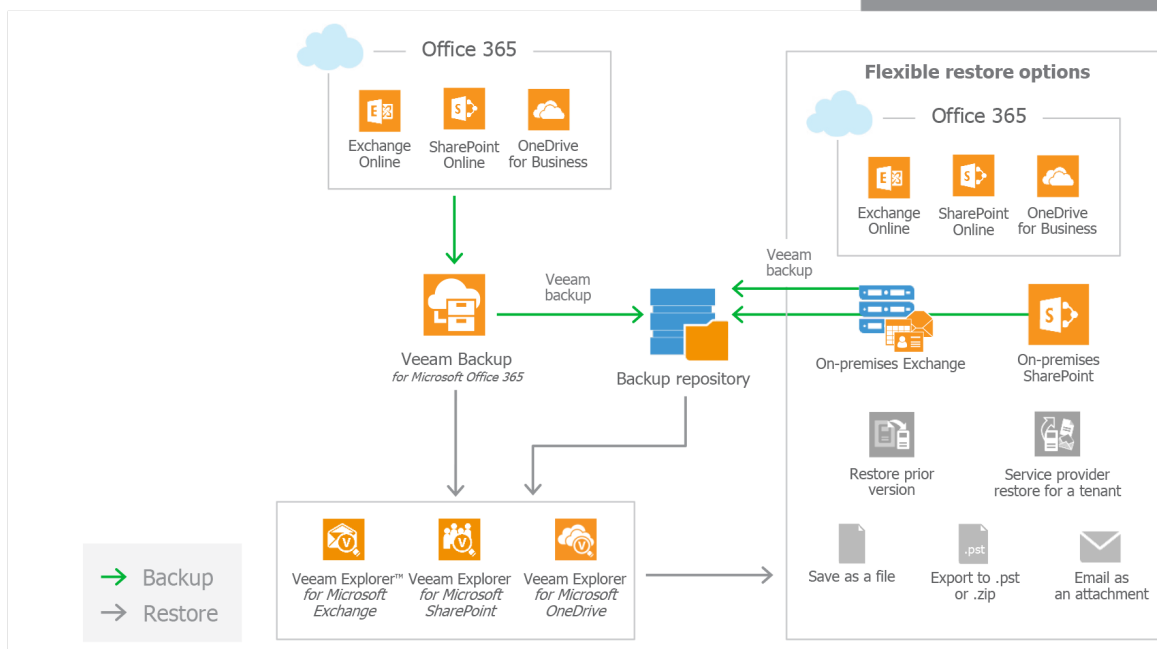 Office 365
Exchange
Online
SharePoint
Online
OneDrive
for Business
Veeam Backup
for Microsoft Office 365
Veeam
backup
Backup repository
Veeam
backup
Flexible restore options
Office 365
Exchange
Online
SharePoint
Online
OneDrive
for Business
On-premises Exchange
On-premises
SharePoint
Restore prior
version
Service provider
restore for a tenant
Save as a file
.pst
Export to .pst
or .zip
Email as
an attachment
Veeam Explorer™
for Microsoft
Exchange
Veeam Explorer
for Microsoft
SharePoint
Veeam Explorer
for Microsoft
OneDrive
Backup
Restore